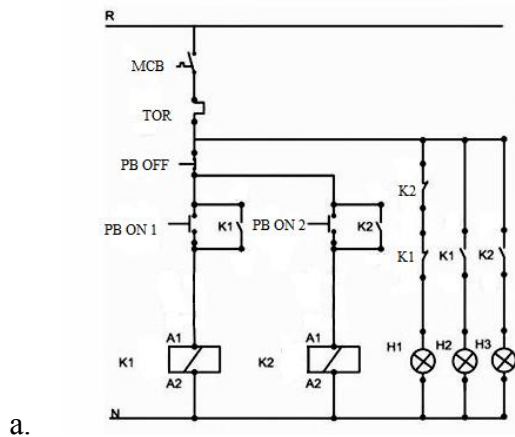 R
MCB
TOR
PB OFF
K2
PB ON 1
K1
PB ON 2
K2
K1
K1
K2
A1
A1
H1
H2
H3
K1
K2
A2
A2
N
a.